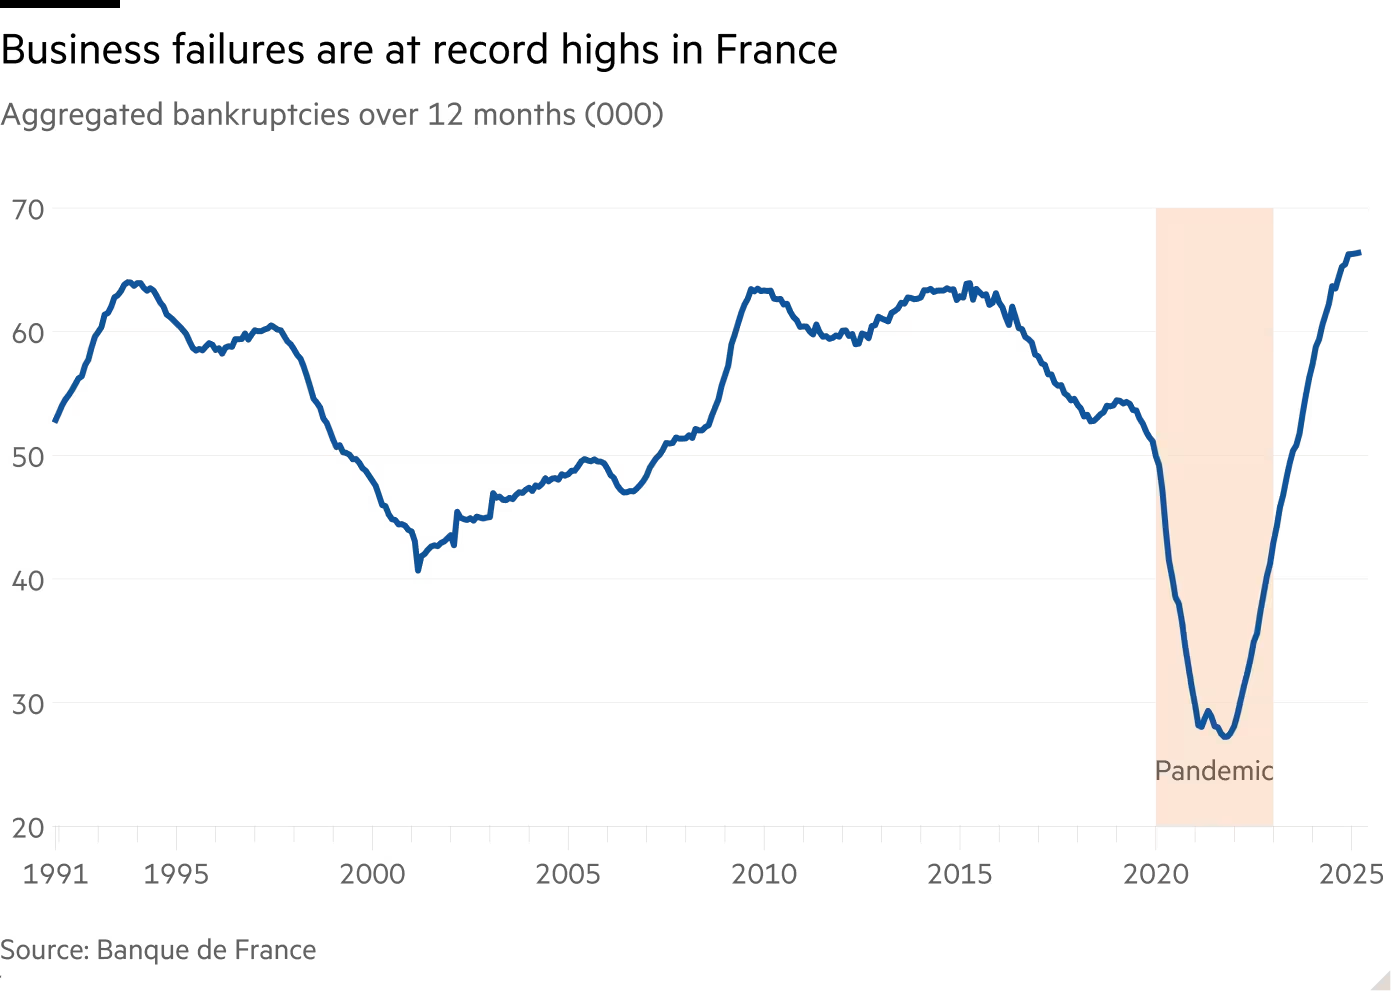 Business failures are at record highs in France
Aggregated bankruptcies over 12 months (000)
70
60
50
40
30
Pandemic
20
1991 1995 2000 2005 2010 2015 2020 2025
Source: Banque de France